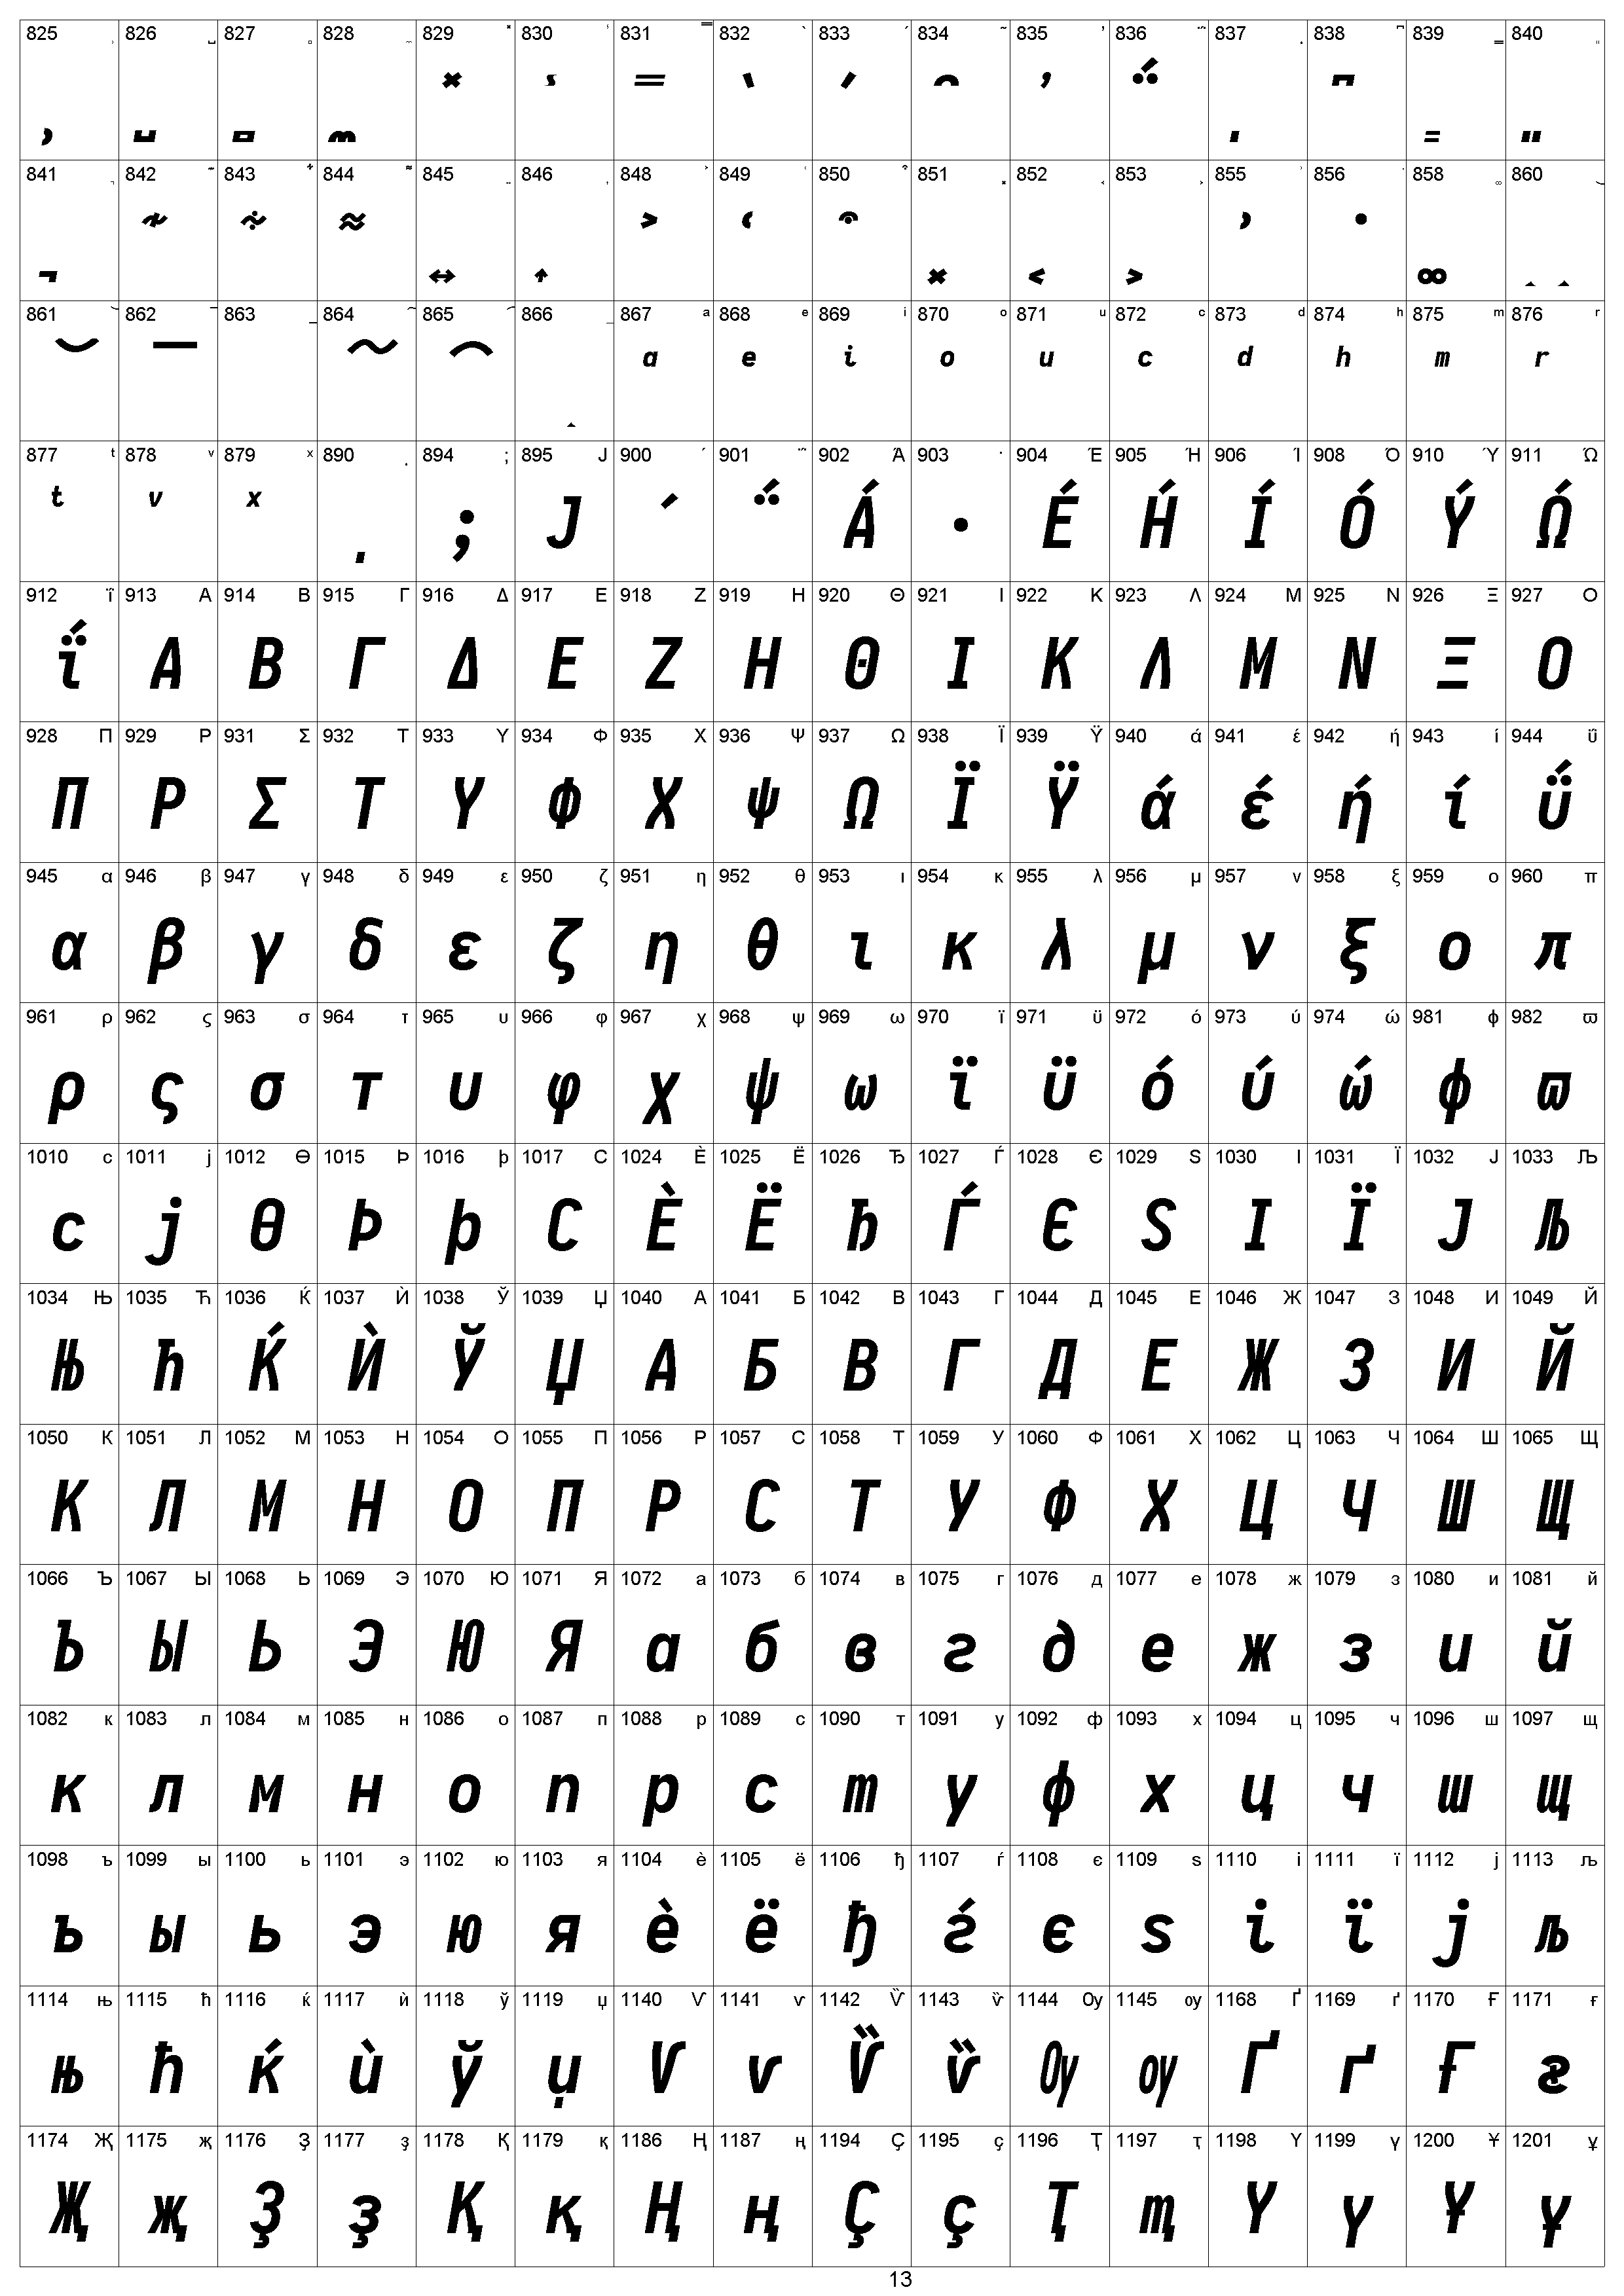 825 826 827 828 829 830 831 832 833 834 835 836 837 838 839 840
841 842 843 844 845 846 848 849 850 851 852 853 855 856 858 860
861 862 863 864 865 866 867 a 868 e 869 i 870 o 871 u 872 c 873 d 874 h 875 m 876 r
a e i o u c d h m r
877 t 878 v 879 x 890 ͺ 894 ; 895 Ϳ 900 ΄ 901 ΅ 902 Ά 903 · 904 Έ 905 Ή 906 Ί 908 Ό 910 Ύ 911 Ώ
t v x ͺ ; Ϳ ΄ ΅ Ά · Έ Ή Ί Ό Ύ Ώ
912 ΐ 913 Α 914 Β 915 Γ 916 Δ 917 Ε 918 Ζ 919 Η 920 Θ 921 Ι 922 Κ 923 Λ 924 Μ 925 Ν 926 Ξ 927 Ο
ΐ Α Β Γ Δ Ε Ζ Η Θ Ι Κ Λ Μ Ν Ξ Ο
928 Π 929 Ρ 931 Σ 932 Τ 933 Υ 934 Φ 935 Χ 936 Ψ 937 Ω 938 Ϊ 939 Ϋ 940 ά 941 έ 942 ή 943 ί 944 ΰ
Π Ρ Σ Τ Υ Φ Χ Ψ Ω Ϊ Ϋ ά έ ή ί ΰ
945 α 946 β 947 γ 948 δ 949 ε 950 ζ 951 η 952 θ 953 ι 954 κ 955 λ 956 μ 957 ν 958 ξ 959 ο 960 π
α β γ δ ε ζ η θ ι κ λ μ ν ξ ο π
961 ρ 962 ς 963 σ 964 τ 965 υ 966 φ 967 χ 968 ψ 969 ω 970 ϊ 971 ϋ 972 ό 973 ύ 974 ώ 981 ϕ 982 ϖ
ρ ς σ τ υ φ χ ψ ω ϊ ϋ ό ύ ώ ϕ ϖ
1010 ϲ 1011 ϳ 1012 ϴ 1015 Ϸ 1016 ϸ 1017 Ϲ 1024 Ѐ 1025 Ё 1026 Ђ 1027 Ѓ 1028 Є 1029 Ѕ 1030 І 1031 Ї 1032 Ј 1033 Љ
ϲ ϳ ϴ Ϸ ϸ Ϲ Ѐ Ё Ђ Ѓ Є Ѕ І Ї Ј Љ
1034 Њ 1035 Ћ 1036 Ќ 1037 Ѝ 1038 Ў 1039 Џ 1040 А 1041 Б 1042 В 1043 Г 1044 Д 1045 Е 1046 Ж 1047 З 1048 И 1049 Й
Њ Ћ Ќ Ѝ Ў Џ А Б В Г Д Е Ж З И Й
1050 К 1051 Л 1052 М 1053 Н 1054 О 1055 П 1056 Р 1057 С 1058 Т 1059 У 1060 Ф 1061 Х 1062 Ц 1063 Ч 1064 Ш 1065 Щ
К Л М Н О П Р С Т У Ф Х Ц Ч Ш Щ
1066 Ъ 1067 Ы 1068 Ь 1069 Э 1070 Ю 1071 Я 1072 а 1073 б 1074 в 1075 г 1076 д 1077 е 1078 ж 1079 з 1080 и 1081 й
Ъ Ы Ь Э Ю Я а б в г д е ж з и й
1082 к 1083 л 1084 м 1085 н 1086 о 1087 п 1088 р 1089 с 1090 т 1091 у 1092 ф 1093 х 1094 ц 1095 ч 1096 ш 1097 щ
к л м н о п р с т у ф х ц ч ш щ
1098 ъ 1099 ы 1100 ь 1101 э 1102 ю 1103 я 1104 ѐ 1105 ё 1106 ђ 1107 ѓ 1108 є 1109 ѕ 1110 і 1111 ї 1112 ј 1113 љ
ъ ы ь э ю я ѐ ё ђ ѓ є ѕ і ї ј љ
1114 њ 1115 ћ 1116 ќ 1117 ѝ 1118 ў 1119 џ 1140 Ѵ 1141 ѵ 1142 Ѷ 1143 ѷ 1144 Ѹ 1145 ѹ 1168 Ґ 1169 ґ 1170 Ғ 1171 ғ
њ ћ ќ ѝ ў џ Ѵ ѵ Ѷ ѷ Ѹ ѹ Ґ ґ Ғ ғ
1174 Җ 1175 җ 1176 Ҙ 1177 ҙ 1178 Қ 1179 қ 1186 Ң 1187 ң 1194 Ҫ 1195 ҫ 1196 Ҭ 1197 ҭ 1198 Ү 1199 ү 1200 Ұ 1201 ұ
Җ җ Ҙ ҙ Қ қ Ң ң Ҫ ҫ Ҭ ҭ Ү ү Ұ ұ
13